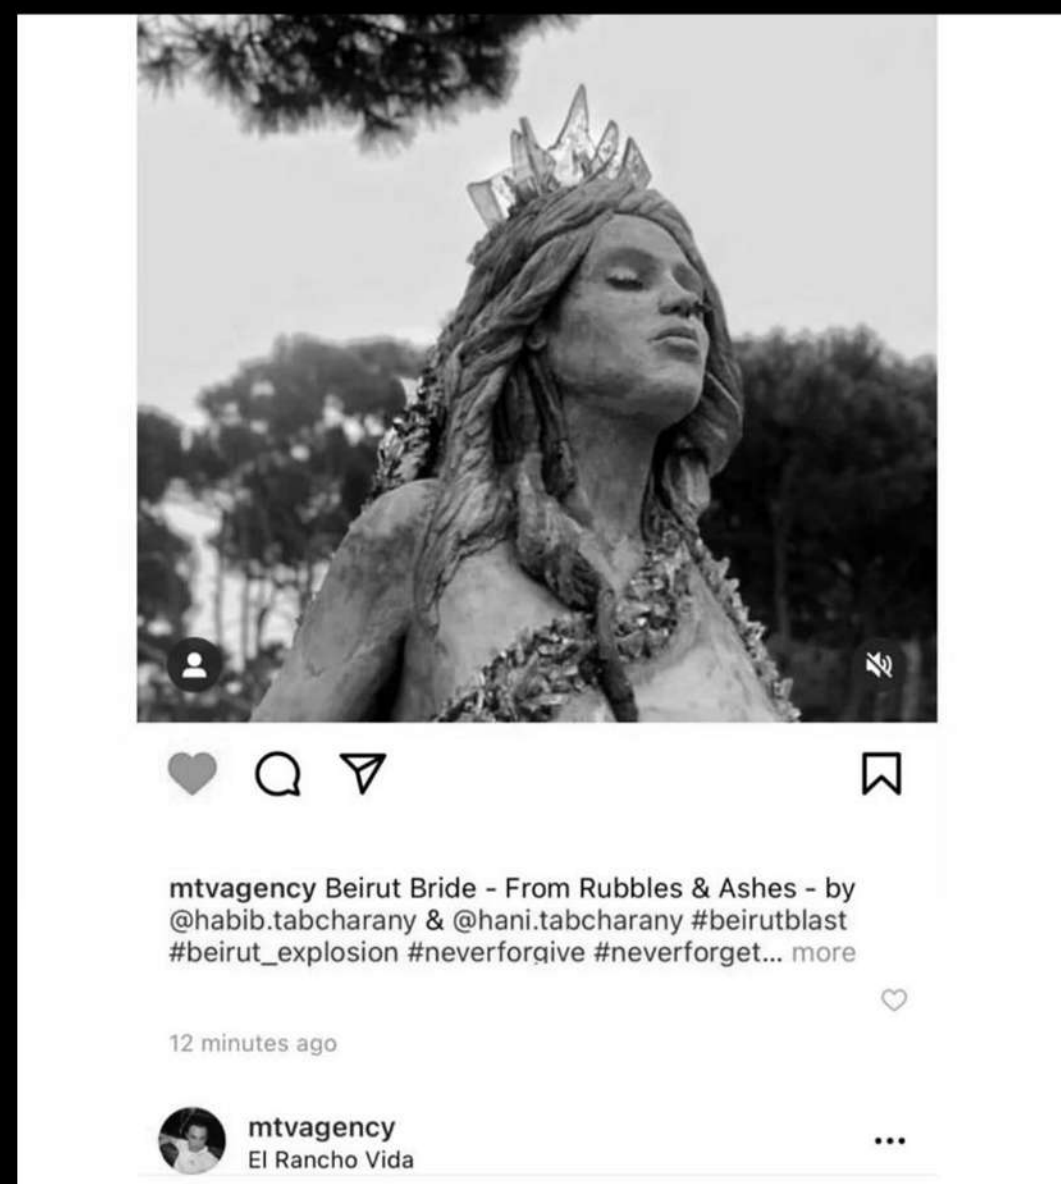 mtvagency Beirut Bride - From Rubbles & Ashes - by
@habib.tabcharany & @hani.tabcharany #beirutblast
#beirut_explosion #neverforgive #neverforget... more
12 minutes ago
mtvagency
El Rancho Vida